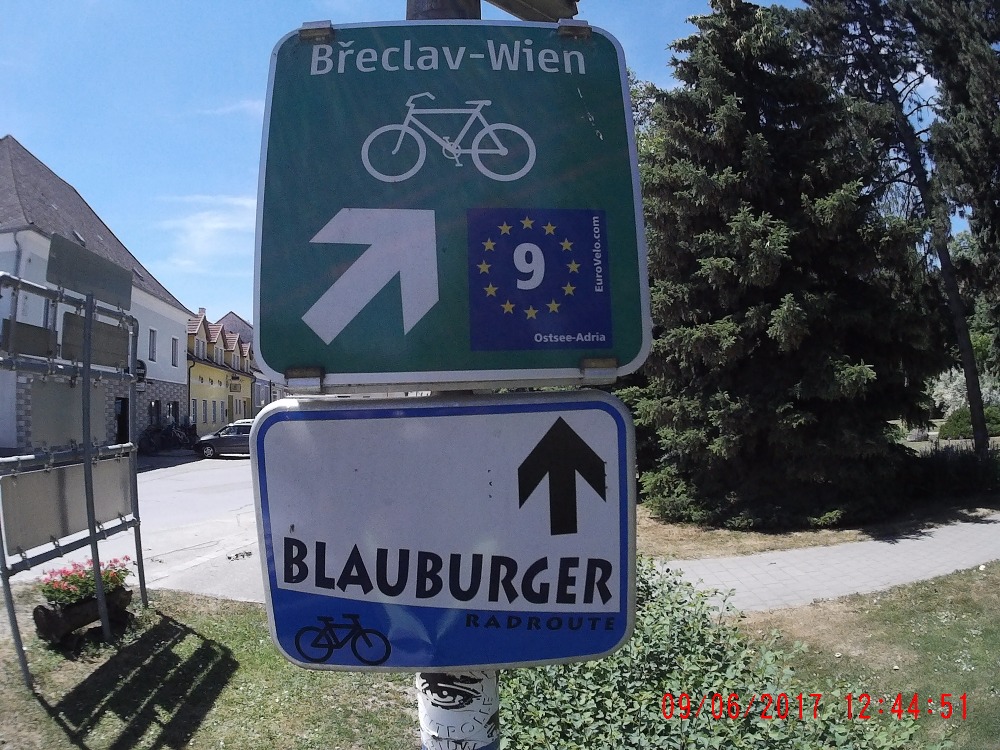 Břeclav-Wien
9
EuroVelo.com
Ostsee-Adria
BLAUBURGER
RADROUTE
09/06/2017 12:44:51